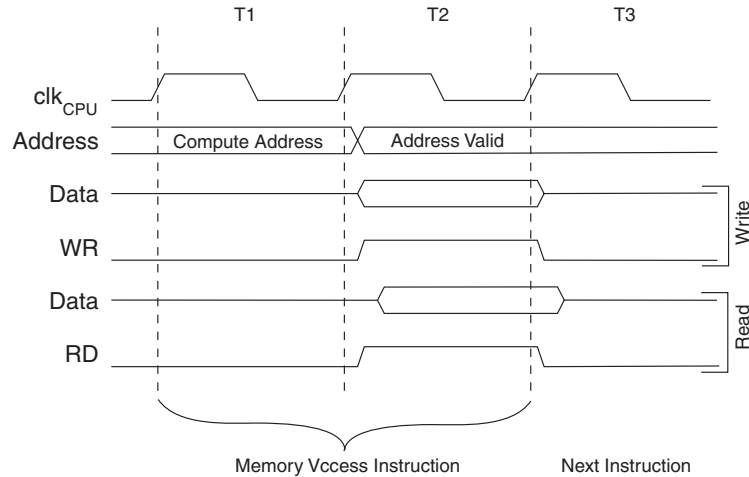 T1 T2 T3
clkCPU
Address Compute Address Address Valid
Data
WR
Write
Data
RD
Read
Memory Vccess Instruction Next Instruction